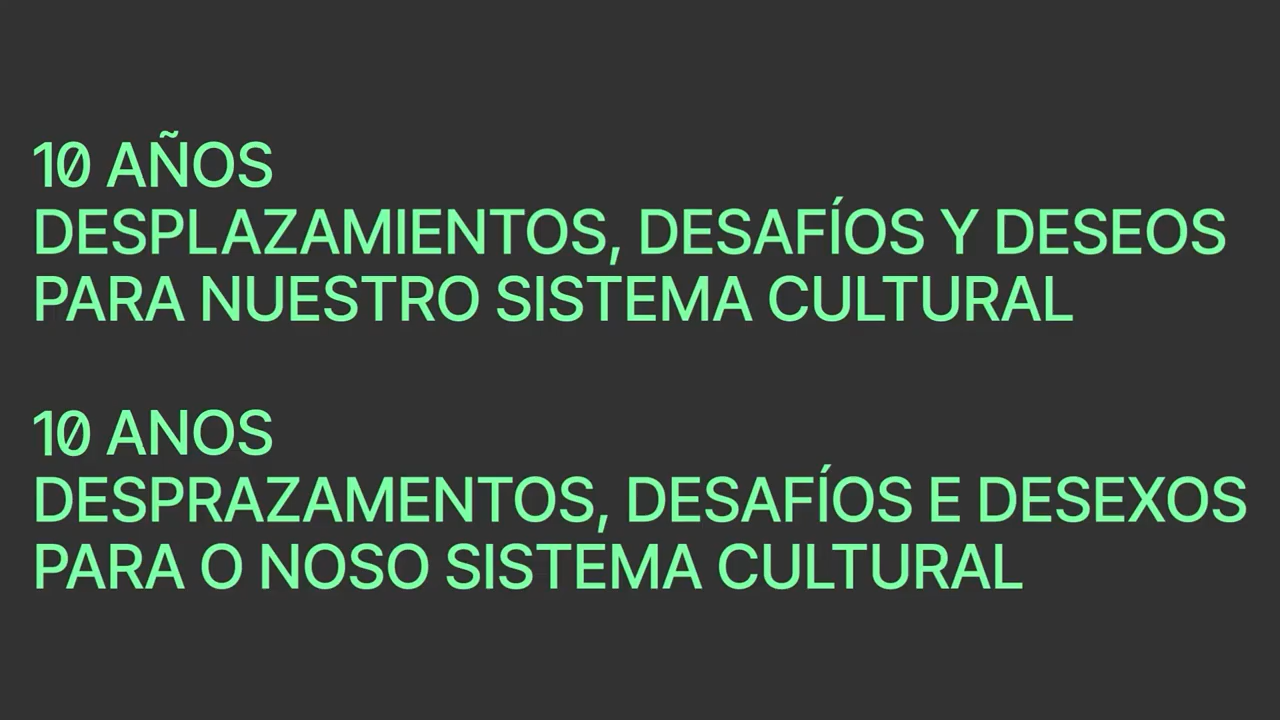 10 AÑOS
DESPLAZAMIENTOS, DESAFÍOS Y DESEOS
PARA NUESTRO SISTEMA CULTURAL
10 ANOS
DESPRAZAMENTOS, DESAFÍOS E DESEXOS
PARA O NOSO SISTEMA CULTURAL